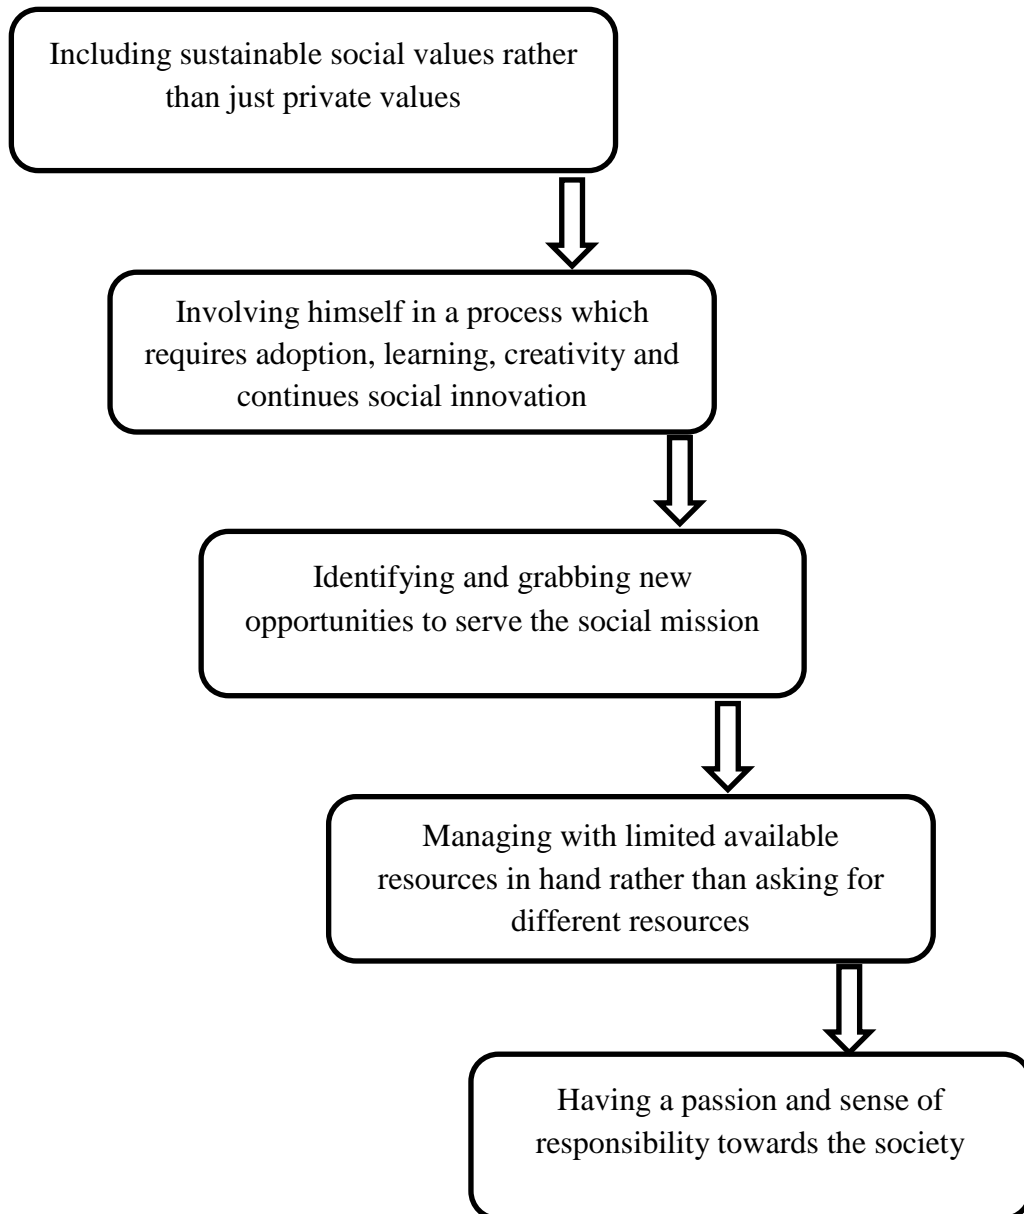 Including sustainable social values rather
than just private values
Involving himself in a process which
requires adoption, learning, creativity and
continues social innovation
Identifying and grabbing new
opportunities to serve the social mission
Managing with limited available
resources in hand rather than asking for
different resources
Having a passion and sense of
responsibility towards the society